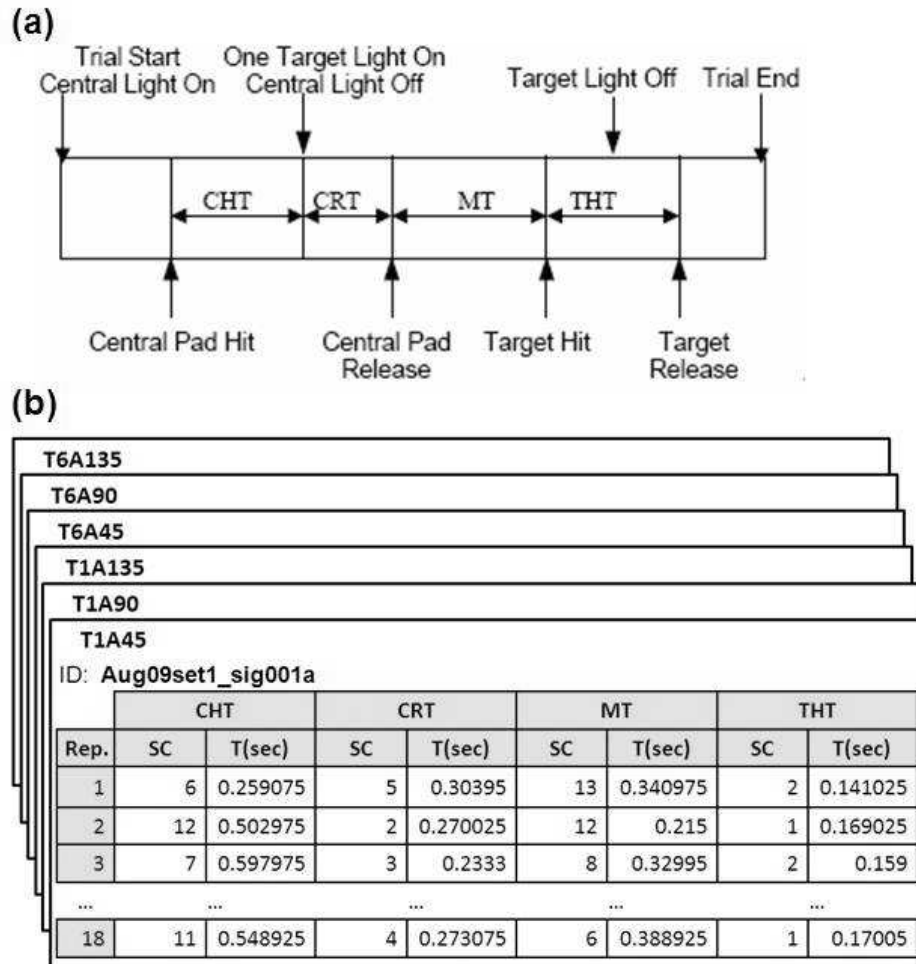 (a)
Trial Start
Central Light On
One Target Light On
Central Light Off
Target Light Off
Trial End
CHT CRT MT THT
Central Pad Hit
Central Pad
Release
Target Hit
Target
Release
(b)
T6A135
T6A90
T6A45
T1A135
T1A90
T1A45
ID: Aug09set1_sig001a
CHT CRT MT THT
Rep. SC T(sec) SC T(sec) SC T(sec) SC T(sec)
1 6 0.259075 5 0.30395 13 0.340975 2 0.141025
2 12 0.502975 2 0.270025 12 0.215 1 0.169025
3 7 0.597975 3 0.2333 8 0.32995 2 0.159
... ... ... ... ...
18 11 0.548925 4 0.273075 6 0.388925 1 0.17005